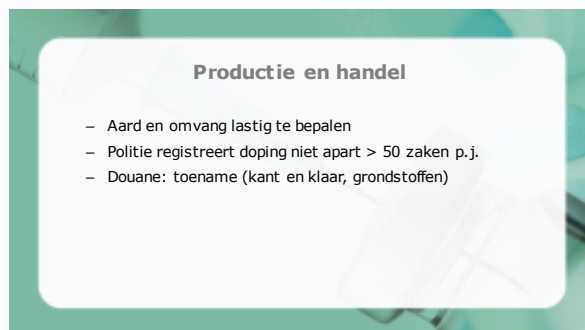 Productie en handel
– Aard en omvang lastig te bepalen
– Politie registreert doping niet apart > 50 zaken p.j.
– Douane: toename (kant en klaar, grondstoffen)